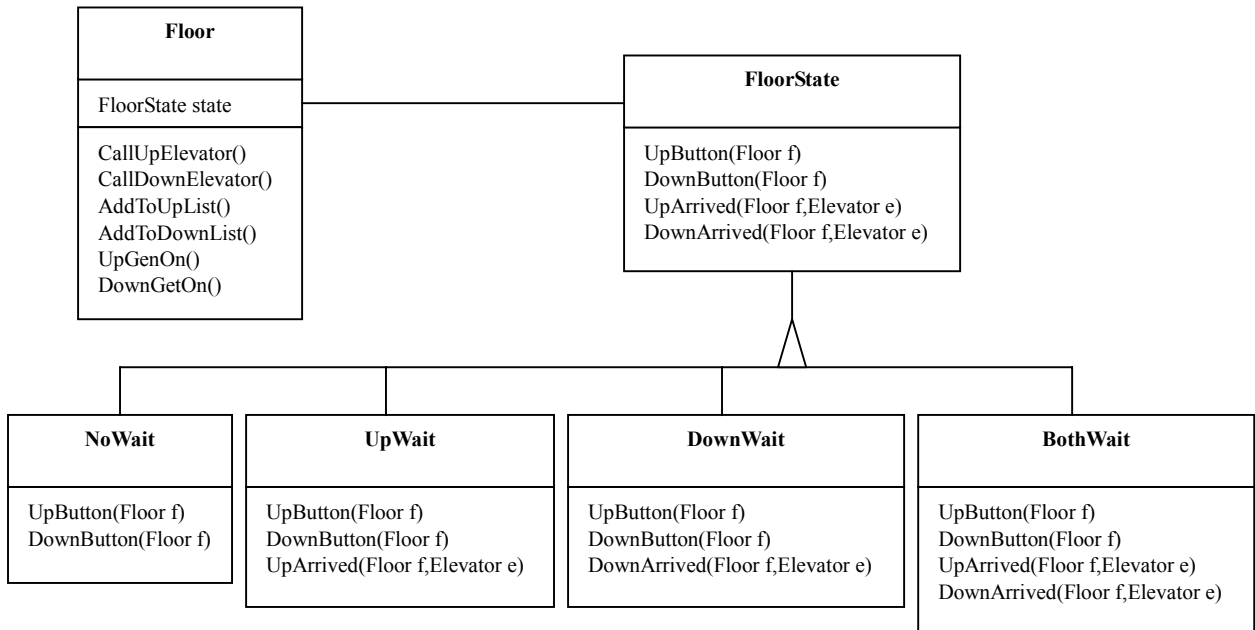 Floor
FloorState state
CallUpElevator()
CallDownElevator()
AddToUpList()
AddToDownList()
UpGenOn()
DownGetOn()
FloorState
UpButton(Floor f)
DownButton(Floor f)
UpArrived(Floor f,Elevator e)
DownArrived(Floor f,Elevator e)
NoWait
UpButton(Floor f)
DownButton(Floor f)
UpWait
UpButton(Floor f)
DownButton(Floor f)
UpArrived(Floor f,Elevator e)
DownWait
UpButton(Floor f)
DownButton(Floor f)
DownArrived(Floor f,Elevator e)
BothWait
UpButton(Floor f)
DownButton(Floor f)
UpArrived(Floor f,Elevator e)
DownArrived(Floor f,Elevator e)